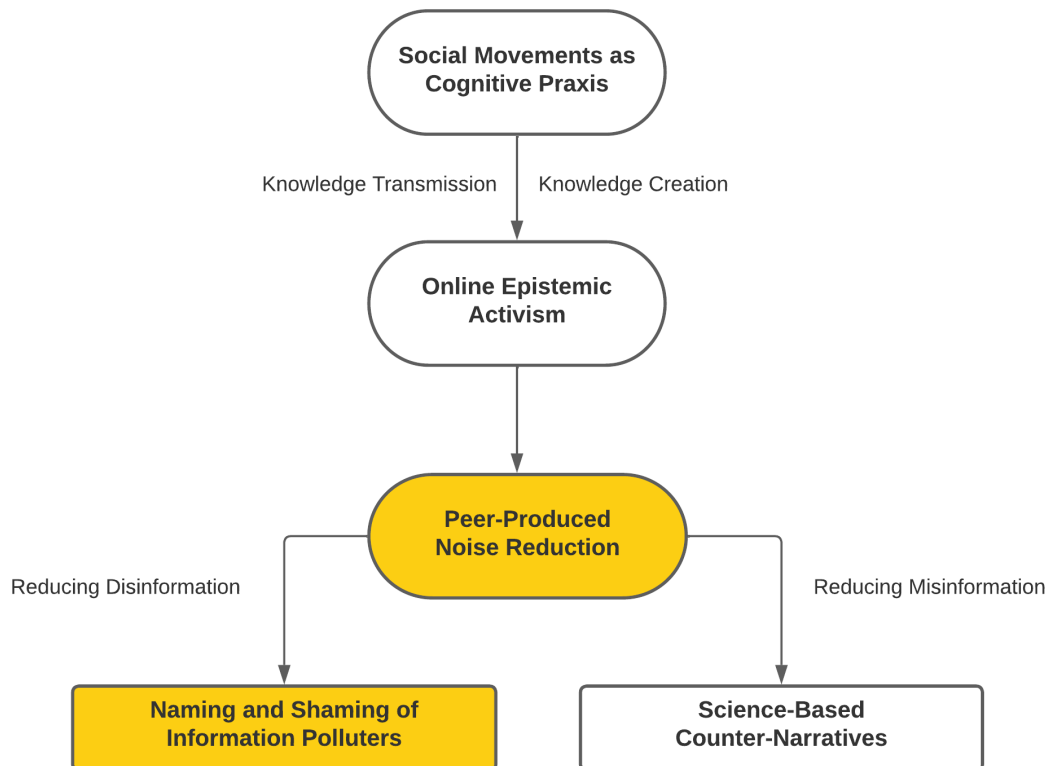 Social Movements as
Cognitive Praxis
Knowledge Transmission
Knowledge Creation
Online Epistemic
Activism
Peer-Produced
Noise Reduction
Reducing Disinformation
Reducing Misinformation
Naming and Shaming of
Information Polluters
Science-Based
Counter-Narratives